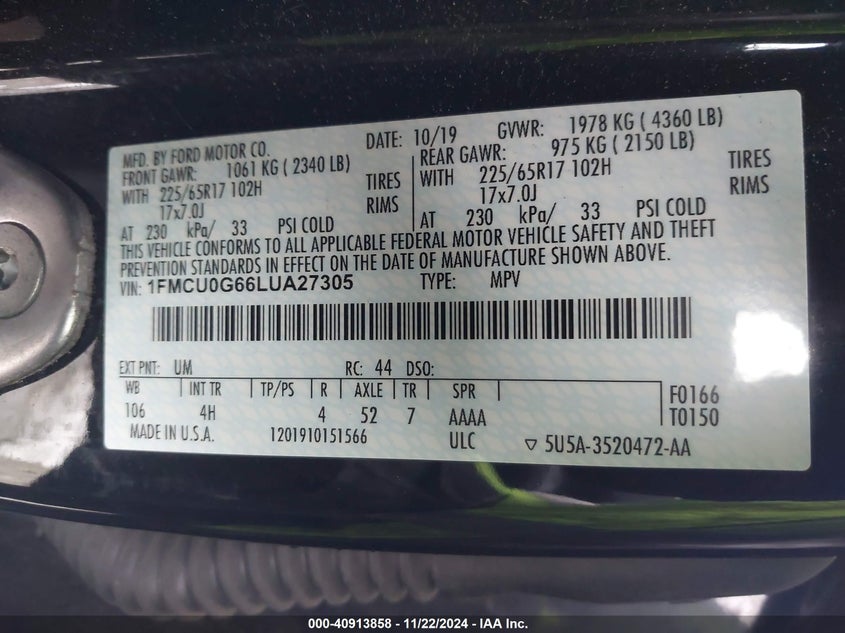 MFD. BY FORD MOTOR CO. DATE: 10/19 GVWR: 1978 KG ( 4360 LB)
FRONT GAWR: 1061 KG ( 2340 LB) REAR GAWR: 975 KG ( 2150 LB)
WITH 225/65R17 102H TIRES WITH 225/65R17 102H TIRES
17x7.0J RIMS 17x7.0J RIMS
AT 230 kPa/ 33 PSI COLD AT 230 kPa/ 33 PSI COLD
THIS VEHICLE CONFORMS TO ALL APPLICABLE FEDERAL MOTOR VEHICLE SAFETY AND THEFT
PREVENTION STANDARDS IN EFFECT ON THE DATE OF MANUFACTURE SHOWN ABOVE.
VIN: 1FMCU0G66LUA27305 TYPE: MPV
EXT PNT: UM RC: 44 DSO:
WB INT TR TP/PS R AXLE TR SPR F0166
106 4H 4 52 7 AAAA T0150
MADE IN U.S.A. 1201910151566 ULC ▽ 5U5A-3520472-AA
000-40913858 - 11/22/2024 - IAA Inc.